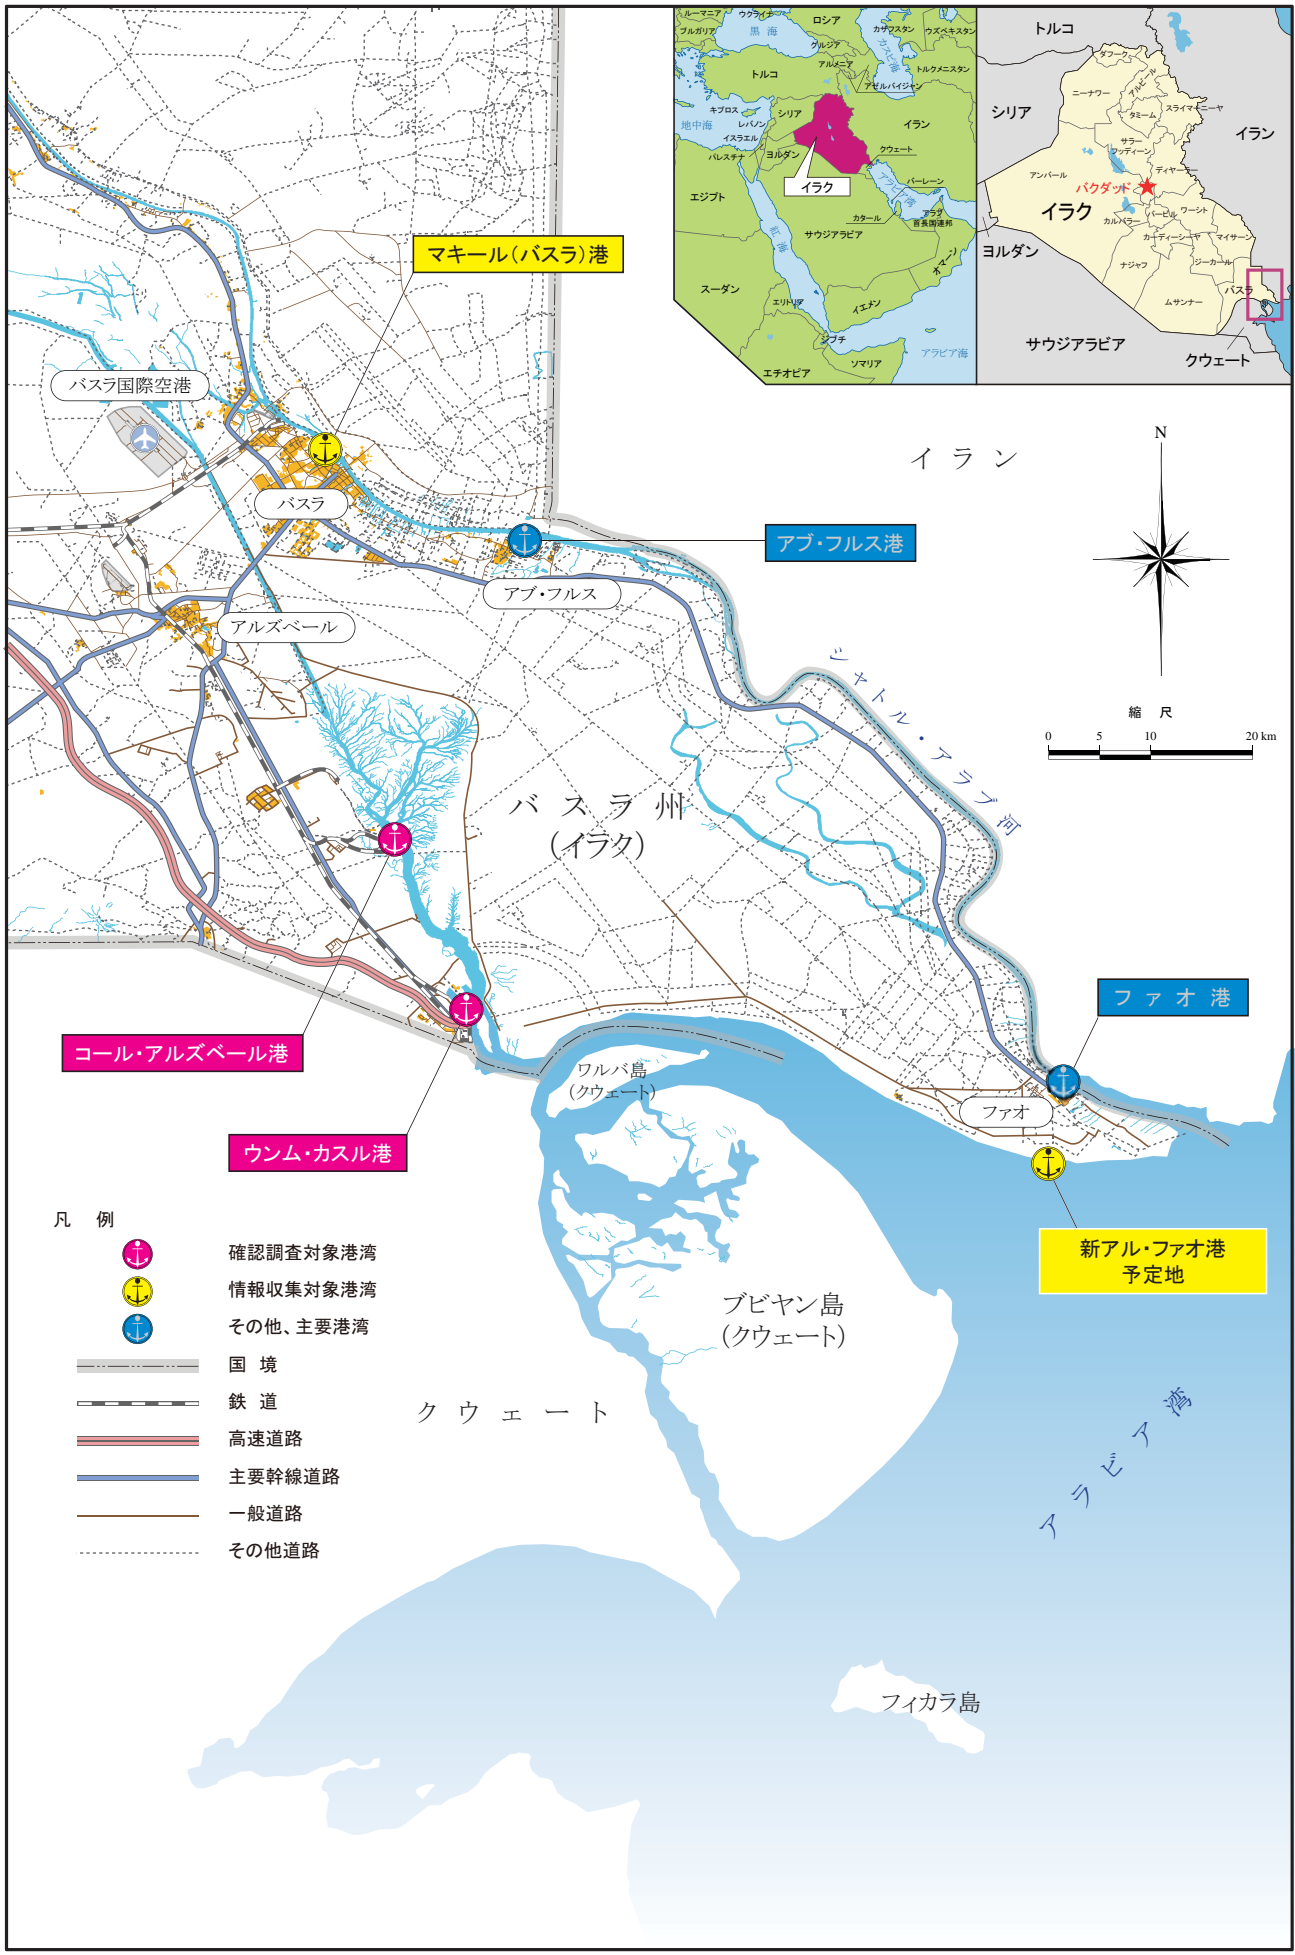 ルーマニア
ウクライナ
ロシア
カザフスタン
ウズベキスタン
ブルガリア
黒 海
グルジア
カスピ海
アルメニア
トルクメニスタン
トルコ
アゼルバイジャン
キプロス
シリア
レバノン
地中海
イスラエル
イラン
パレスチナ
ヨルダン
クウェート
イラク
アラビア湾
バーレーン
エジプト
カタール
アラブ
首長国連邦
紅 海
サウジアラビア
オマーン
スーダン
エリトリア
イエメン
ジブチ
アラビア海
エチオピア
ソマリア
トルコ
ダフーク
アルビール
ニーナワー
スライマーニーヤ
シリア
タミーム
イラン
サラー
フッディーン
ディヤーラー
アンバール
バクダッド
イラク
カルバラー
バービル
ワーシト
カーディーシーヤ
マイサーン
ヨルダン
ナジャフ
ジーカール
バスラ
ムサンナー
サウジアラビア
クウェート
マキール(バスラ)港
バスラ国際空港
N
イ ラ ン
バスラ
アブ・フルス港
アブ・フルス
アルズベール
シャトル・アラブ河
縮 尺
0 5 10 20 km
バ ス ラ 州
(イラク)
ファオ港
コール・アルズベール港
ワルバ島
(クウェート)
ファオ
ウンム・カスル港
凡 例
確認調査対象港湾
情報収集対象港湾
その他、主要港湾
国 境
鉄 道
高速道路
主要幹線道路
一般道路
その他道路
新アル・ファオ港
予定地
ブビヤン島
(クウェート)
ク ウ ェ ー ト
アラビア湾
フィカラ島